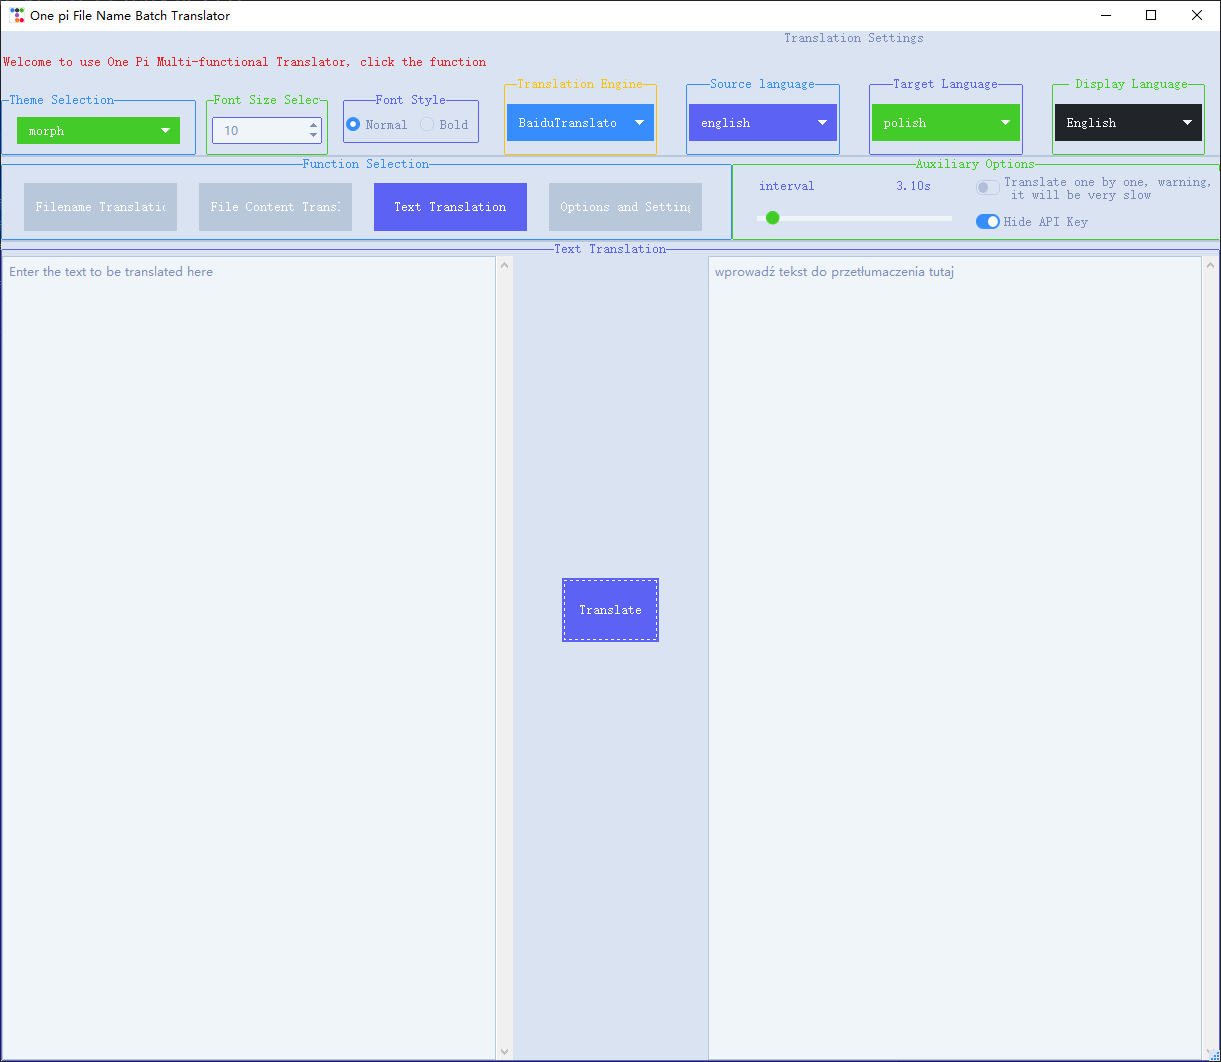 One pi File Name Batch Translator
Translation Settings
Welcome to use One Pi Multi-functional Translator, click the function
Theme Selection
morph
Font Size Selec
10
Font Style
Normal
Bold
Translation Engine
BaiduTranslato
Source language
english
Target Language
polish
Display Language
English
Function Selection
Filename Translatio
File Content Trans
Text Translation
Options and Setting
Auxiliary Options
interval
3.10s
Translate one by one, warning,
it will be very slow
Hide API Key
Text Translation
Enter the text to be translated here
Translate
wprowadź tekst do przetłumaczenia tutaj